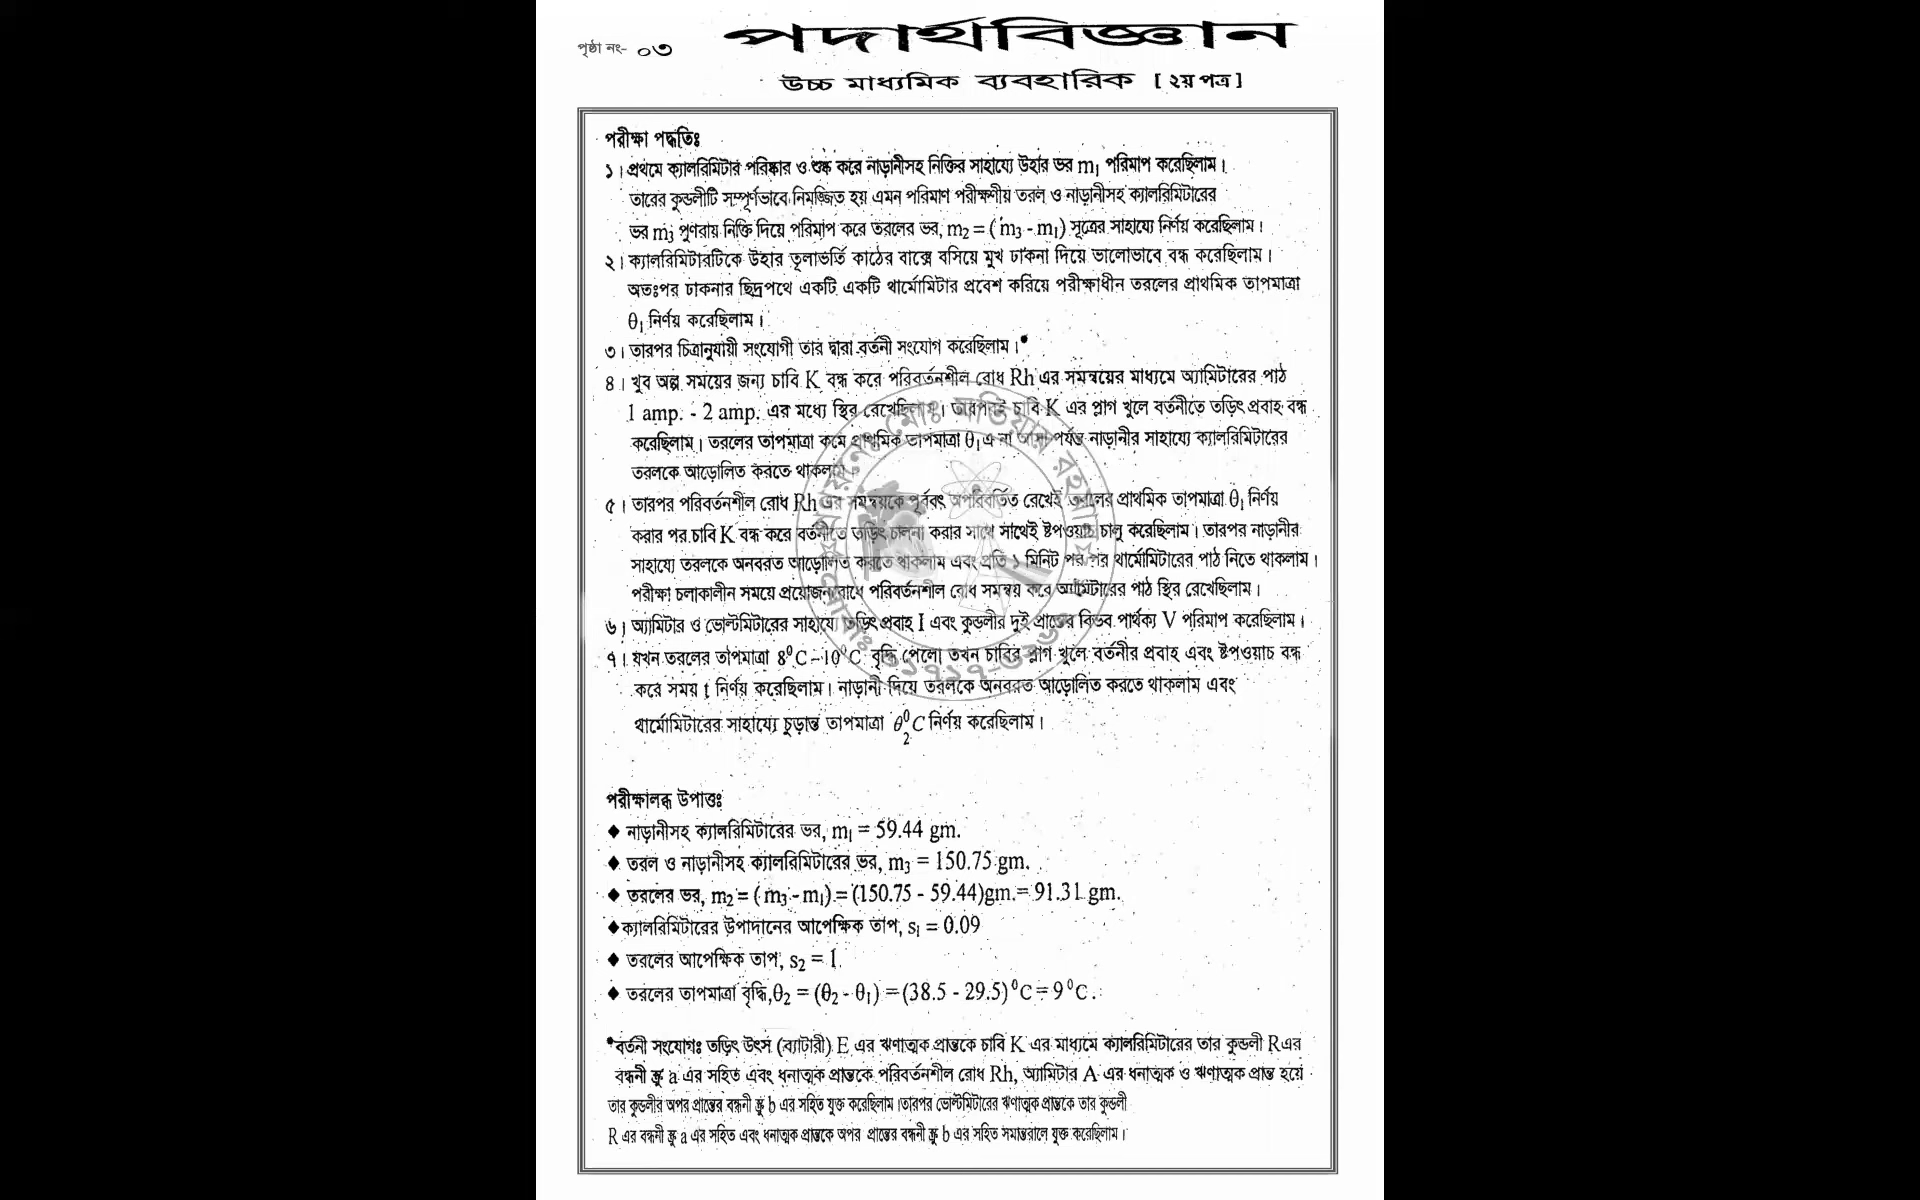 পৃষ্ঠা নং- ০৩
পদার্থবিজ্ঞান
উচ্চ মাধ্যমিক ব্যবহারিক [ ২য় পত্র ]
পরীক্ষা পদ্ধতিঃ
১। প্রথমে ক্যালরিমিটার পরিষ্কার ও শুষ্ক করে নাড়ানীসহ নিক্তির সাহায্যে উহার ভর m₁ পরিমাপ করেছিলাম।
তারের কুন্ডলীটি সম্পূর্ণভাবে নিমজ্জিত হয় এমন পরিমাণ পরীক্ষণীয় তরল ও নাড়ানীসহ ক্যালরিমিটারের
ভর m₃ পুণরায় নিক্তি দিয়ে পরিমাপ করে তরলের ভর, m₂ = ( m₃ - m₁) সূত্রের সাহায্যে নির্ণয় করেছিলাম।
২। ক্যালরিমিটারটিকে উহার তূলাভর্তি কাঠের বাক্সে বসিয়ে মুখ ঢাকনা দিয়ে ভালোভাবে বন্ধ করেছিলাম।
অতঃপর ঢাকনার ছিদ্রপথে একটি একটি থার্মোমিটার প্রবেশ করিয়ে পরীক্ষাধীন তরলের প্রাথমিক তাপমাত্রা
θ₁ নির্ণয় করেছিলাম।
৩। তারপর চিত্রানুযায়ী সংযোগী তার দ্বারা বর্তনী সংযোগ করেছিলাম।*
৪। খুব অল্প সময়ের জন্য চাবি K বন্ধ করে পরিবর্তনশীল রোধ Rh এর সমন্বয়ের মাধ্যমে অ্যামিটারের পাঠ
1 amp. - 2 amp. এর মধ্যে স্থির রেখেছিলাম। তারপরই চাবি K এর প্লাগ খুলে বর্তনীতে তড়িৎ প্রবাহ বন্ধ
করেছিলাম। তরলের তাপমাত্রা কমে প্রাথমিক তাপমাত্রা θ₁ এ না আসা পর্যন্ত নাড়ানীর সাহায্যে ক্যালরিমিটারের
তরলকে আড়োলিত করতে থাকলাম।
৫। তারপর পরিবর্তনশীল রোধ Rh এর সমন্বয়কে পূর্ববৎ অপরিবর্তিত রেখেই তরলের প্রাথমিক তাপমাত্রা θ₁ নির্ণয়
করার পর চাবি K বন্ধ করে বর্তনীতে তড়িৎ চালনা করার সাথে সাথেই ষ্টপওয়াচ চালু করেছিলাম। তারপর নাড়ানীর
সাহায্যে তরলকে অনবরত আড়োলিত করতে থাকলাম এবং প্রতি ১ মিনিট পর পর থার্মোমিটারের পাঠ নিতে থাকলাম।
পরীক্ষা চলাকালীন সময়ে প্রয়োজনবোধে পরিবর্তনশীল রোধ সমন্বয় করে অ্যামিটারের পাঠ স্থির রেখেছিলাম।
৬। অ্যামিটার ও ভোল্টমিটারের সাহায্যে তড়িৎ প্রবাহ I এবং কুন্ডলীর দুই প্রান্তের বিভব পার্থক্য V পরিমাপ করেছিলাম।
৭। যখন তরলের তাপমাত্রা 8⁰C–10⁰C বৃদ্ধি পেলো তখন চাবির প্লাগ খুলে বর্তনীর প্রবাহ এবং ষ্টপওয়াচ বন্ধ
করে সময় t নির্ণয় করেছিলাম। নাড়ানী দিয়ে তরলকে অনবরত আড়োলিত করতে থাকলাম এবং
থার্মোমিটারের সাহায্যে চুড়ান্ত তাপমাত্রা θ₂⁰C নির্ণয় করেছিলাম।
পরীক্ষালব্ধ উপাত্তঃ
♦ নাড়ানীসহ ক্যালরিমিটারের ভর, m₁ = 59.44 gm.
♦ তরল ও নাড়ানীসহ ক্যালরিমিটারের ভর, m₃ = 150.75 gm.
♦ তরলের ভর, m₂ = ( m₃ - m₁) = (150.75 - 59.44)gm. = 91.31 gm.
♦ ক্যালরিমিটারের উপাদানের আপেক্ষিক তাপ, s₁ = 0.09
♦ তরলের আপেক্ষিক তাপ, s₂ = 1.
♦ তরলের তাপমাত্রা বৃদ্ধি, θ₂ = (θ₂ - θ₁) = (38.5 - 29.5)⁰C = 9⁰C.
*বর্তনী সংযোগঃ তড়িৎ উৎস (ব্যাটারী) E এর ঋণাত্মক প্রান্তকে চাবি K এর মাধ্যমে ক্যালরিমিটারের তার কুন্ডলী R এর
বন্ধনী স্ক্রু a এর সহিত এবং ধনাত্মক প্রান্তকে পরিবর্তনশীল রোধ Rh, অ্যামিটার A এর ধনাত্মক ও ঋণাত্মক প্রান্ত হয়ে
তার কুন্ডলীর অপর প্রান্তের বন্ধনী স্ক্রু b এর সহিত যুক্ত করেছিলাম। তারপর ভোল্টমিটারের ঋণাত্মক প্রান্তকে তার কুন্ডলী
R এর বন্ধনী স্ক্রু a এর সহিত এবং ধনাত্মক প্রান্তকে অপর প্রান্তের বন্ধনী স্ক্রু b এর সহিত সমান্তরালে যুক্ত করেছিলাম।